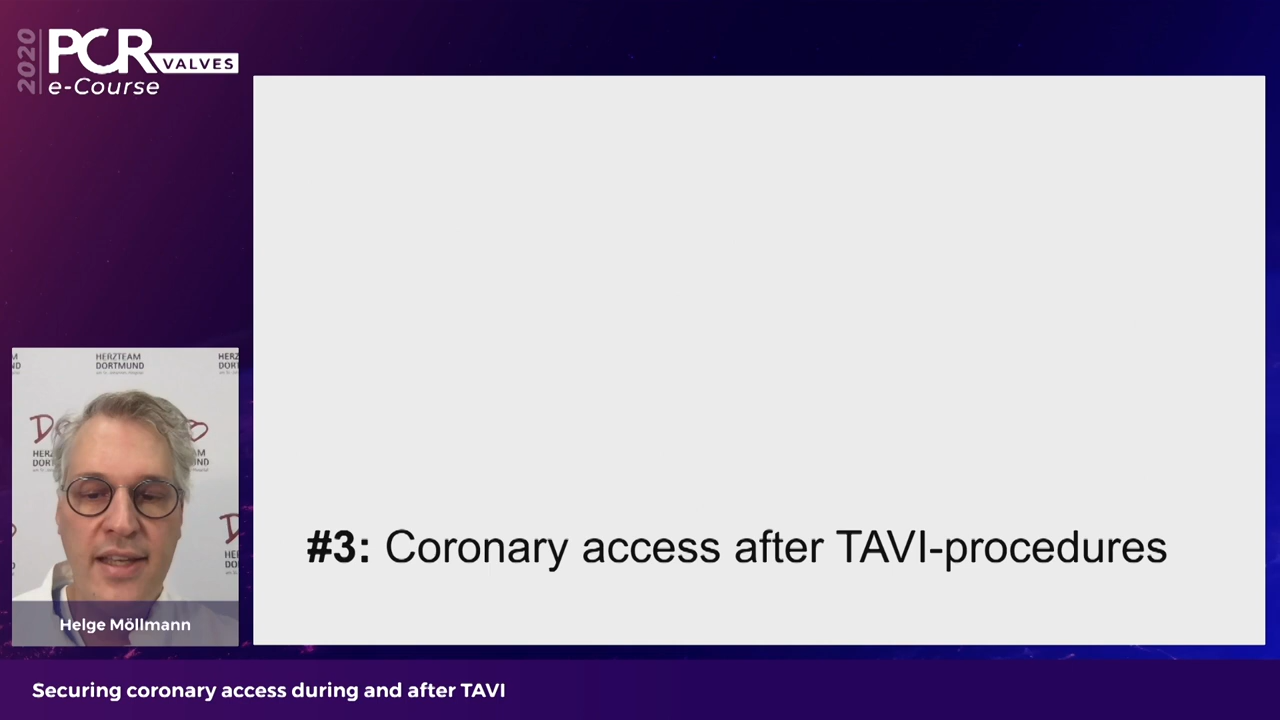 2020
PCR
VALVES
e-Course
HERZTEAM
DORTMUND
#3: Coronary access after TAVI-procedures
Helge Möllmann
Securing coronary access during and after TAVI